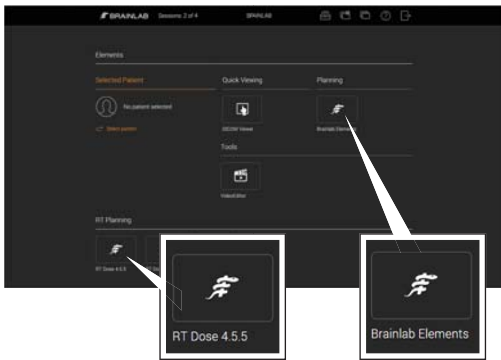 BRAINLAB Sessions: 2 of 4 BRAINLAB
Elements
Selected Patient Quick Viewing Planning
No patient selected
Select patient
DICOM Viewer Brainlab Elements
Tools
VideoEditor
RT Planning
RT Dose 4.5.5
RT Dose 4.5.5
Brainlab Elements